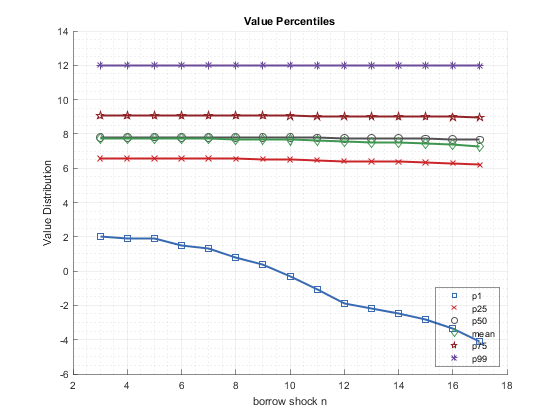 Value Percentiles
14
12
10
8
6
4
2
0
-2
-4
-6
Value Distribution
2
4
6
8
10
12
14
16
18
borrow shock n
p1
p25
p50
mean
p75
p99